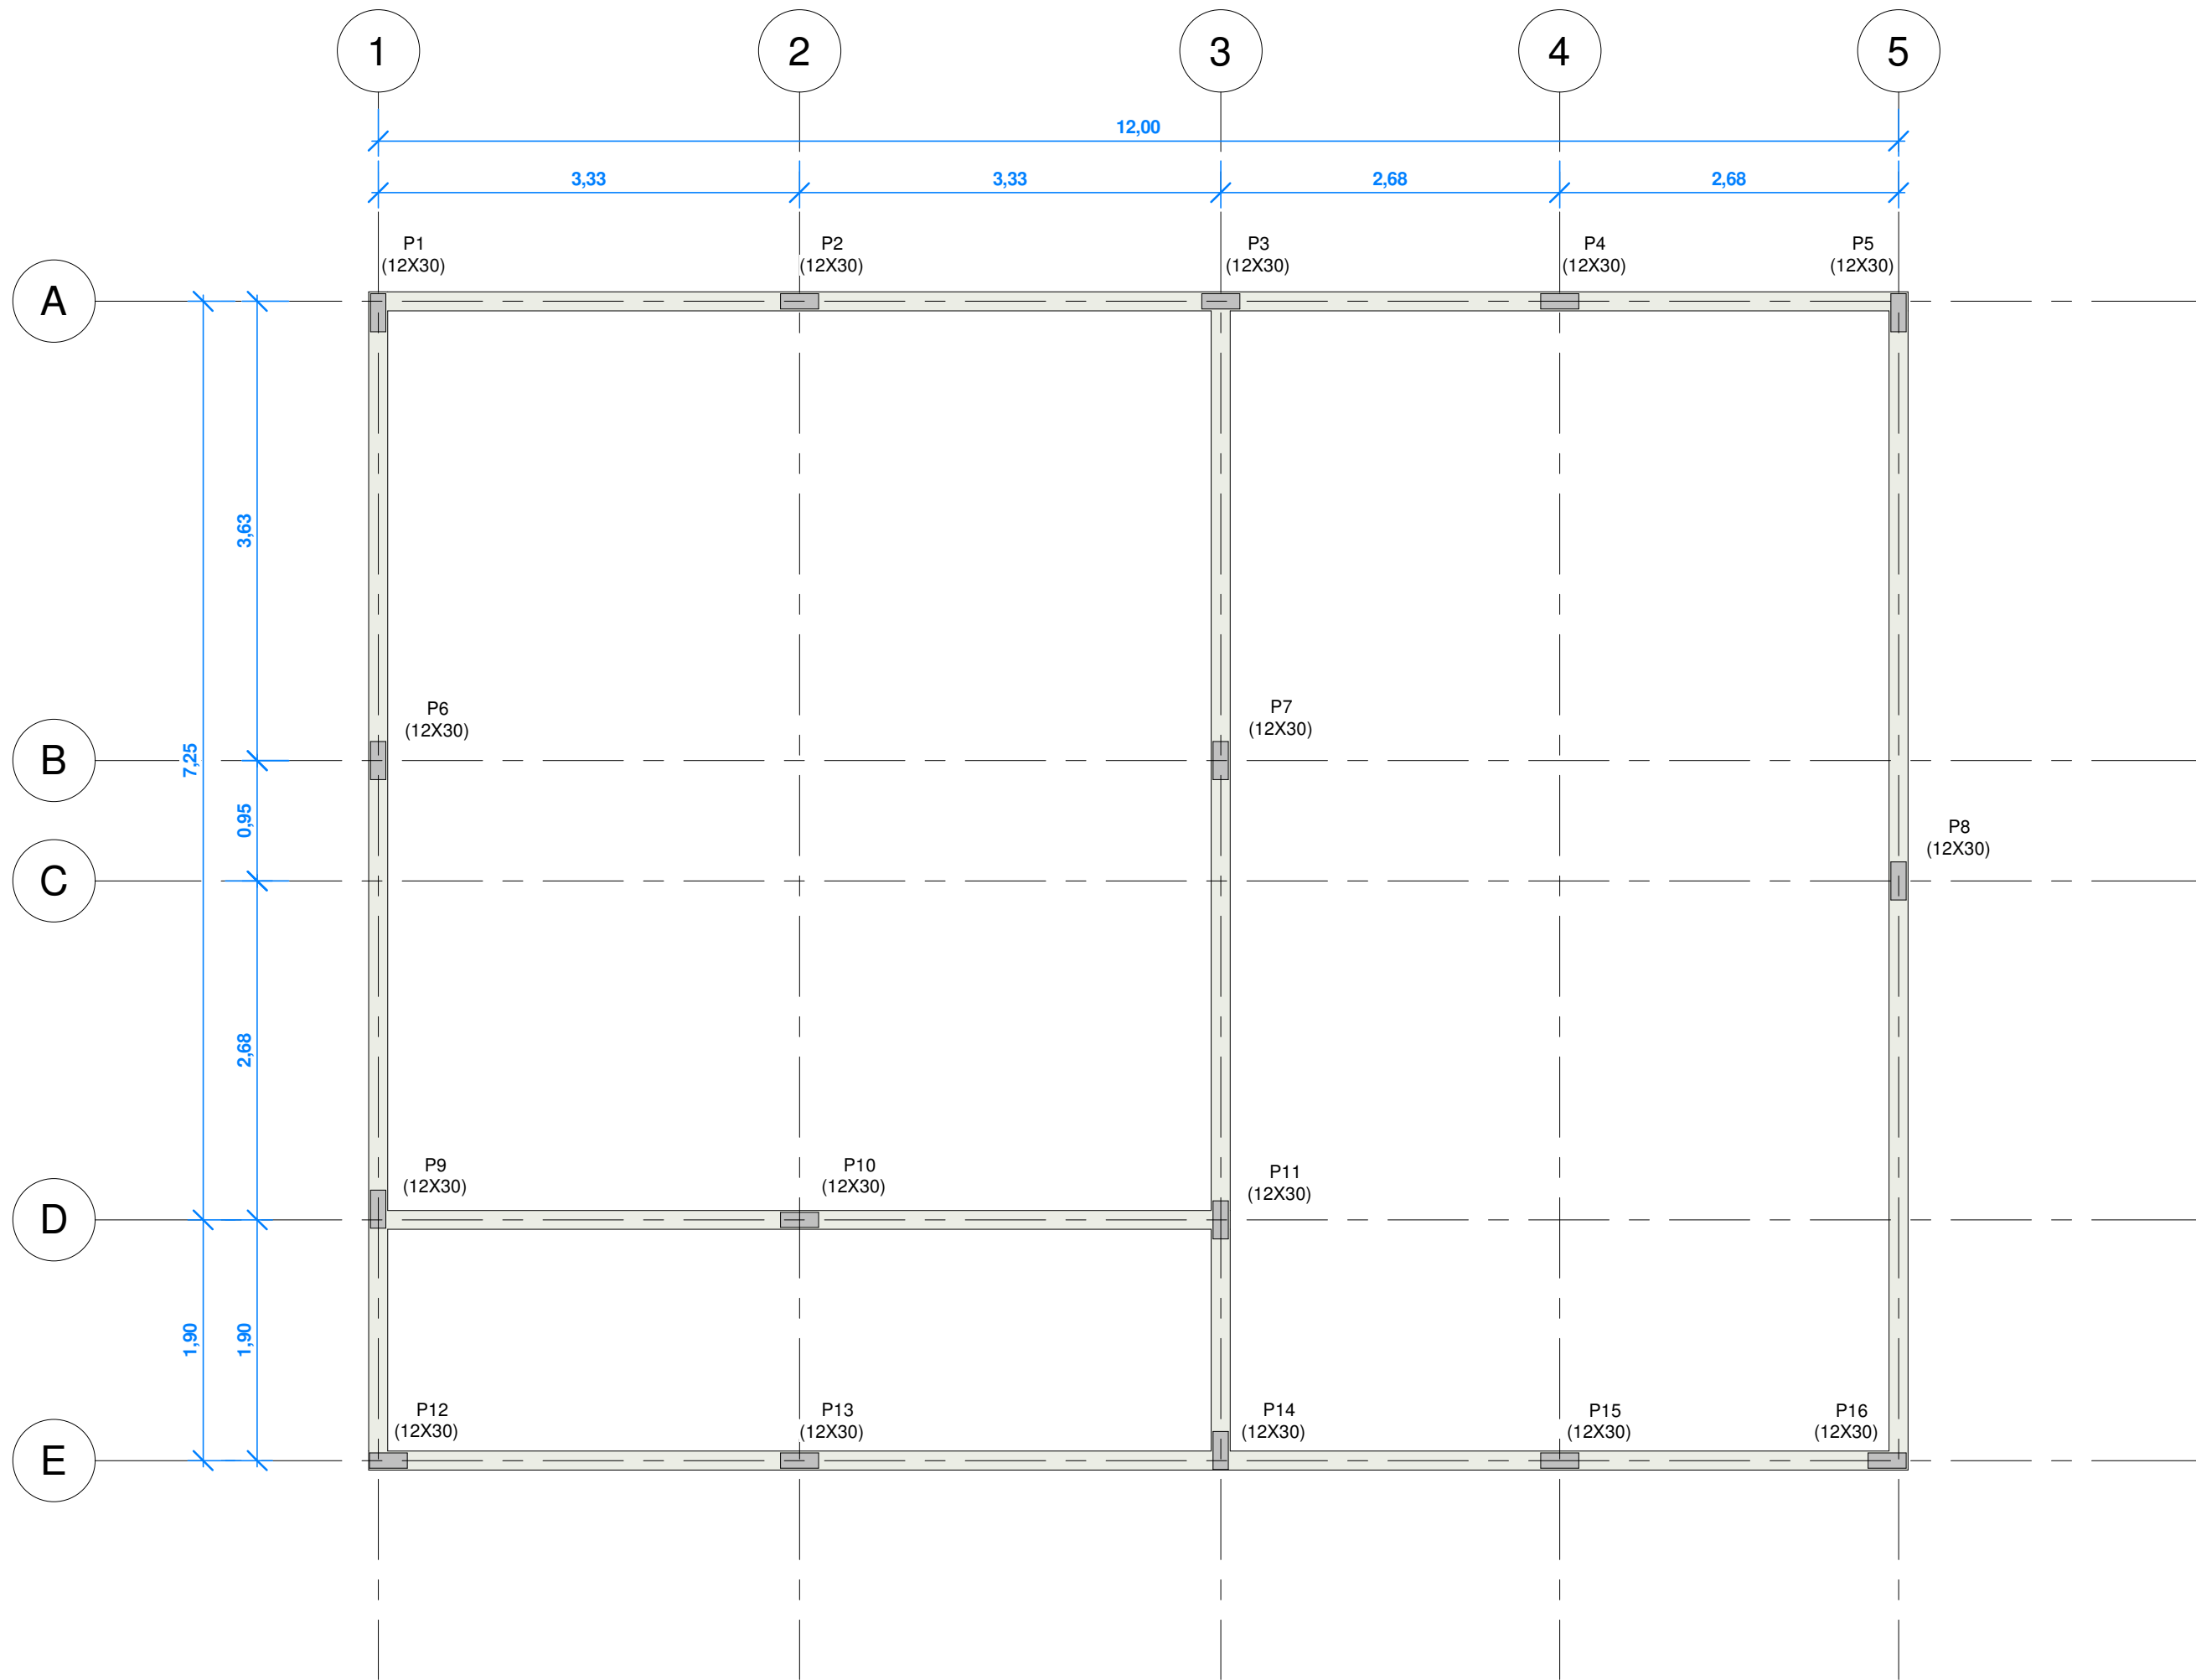 1
2
3
4
5
12,00
3,33
3,33
2,68
2,68
P1
(12X30)
P2
(12X30)
P3
(12X30)
P4
(12X30)
P5
(12X30)
A
3,63
P6
(12X30)
P7
(12X30)
B
7,25
0,95
P8
(12X30)
C
2,68
P9
(12X30)
P10
(12X30)
P11
(12X30)
D
1,90
1,90
P12
(12X30)
P13
(12X30)
P14
(12X30)
P15
(12X30)
P16
(12X30)
E